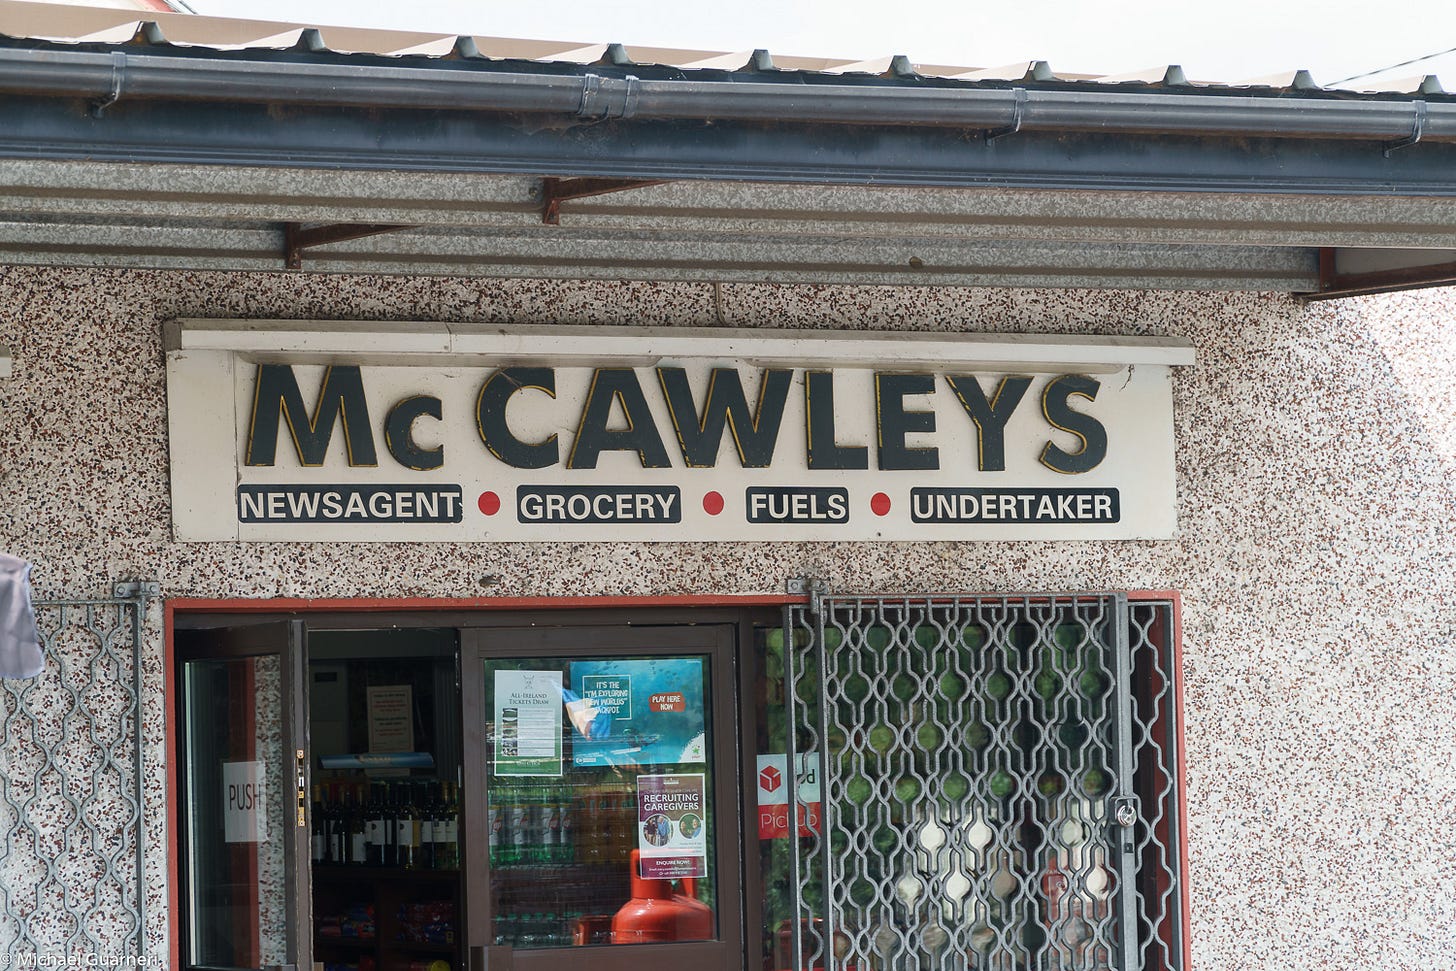 McCAWLEYS
NEWSAGENT • GROCERY • FUELS • UNDERTAKER
ALL-IRELAND
TICKETS DRAW
IT'S THE
"I'M EXPLORING
NEW WORLDS"
JACKPOT
PLAY HERE
NOW
PUSH
RECRUITING
CAREGIVERS
ENQUIRE NOW!
© Michael Guarneri